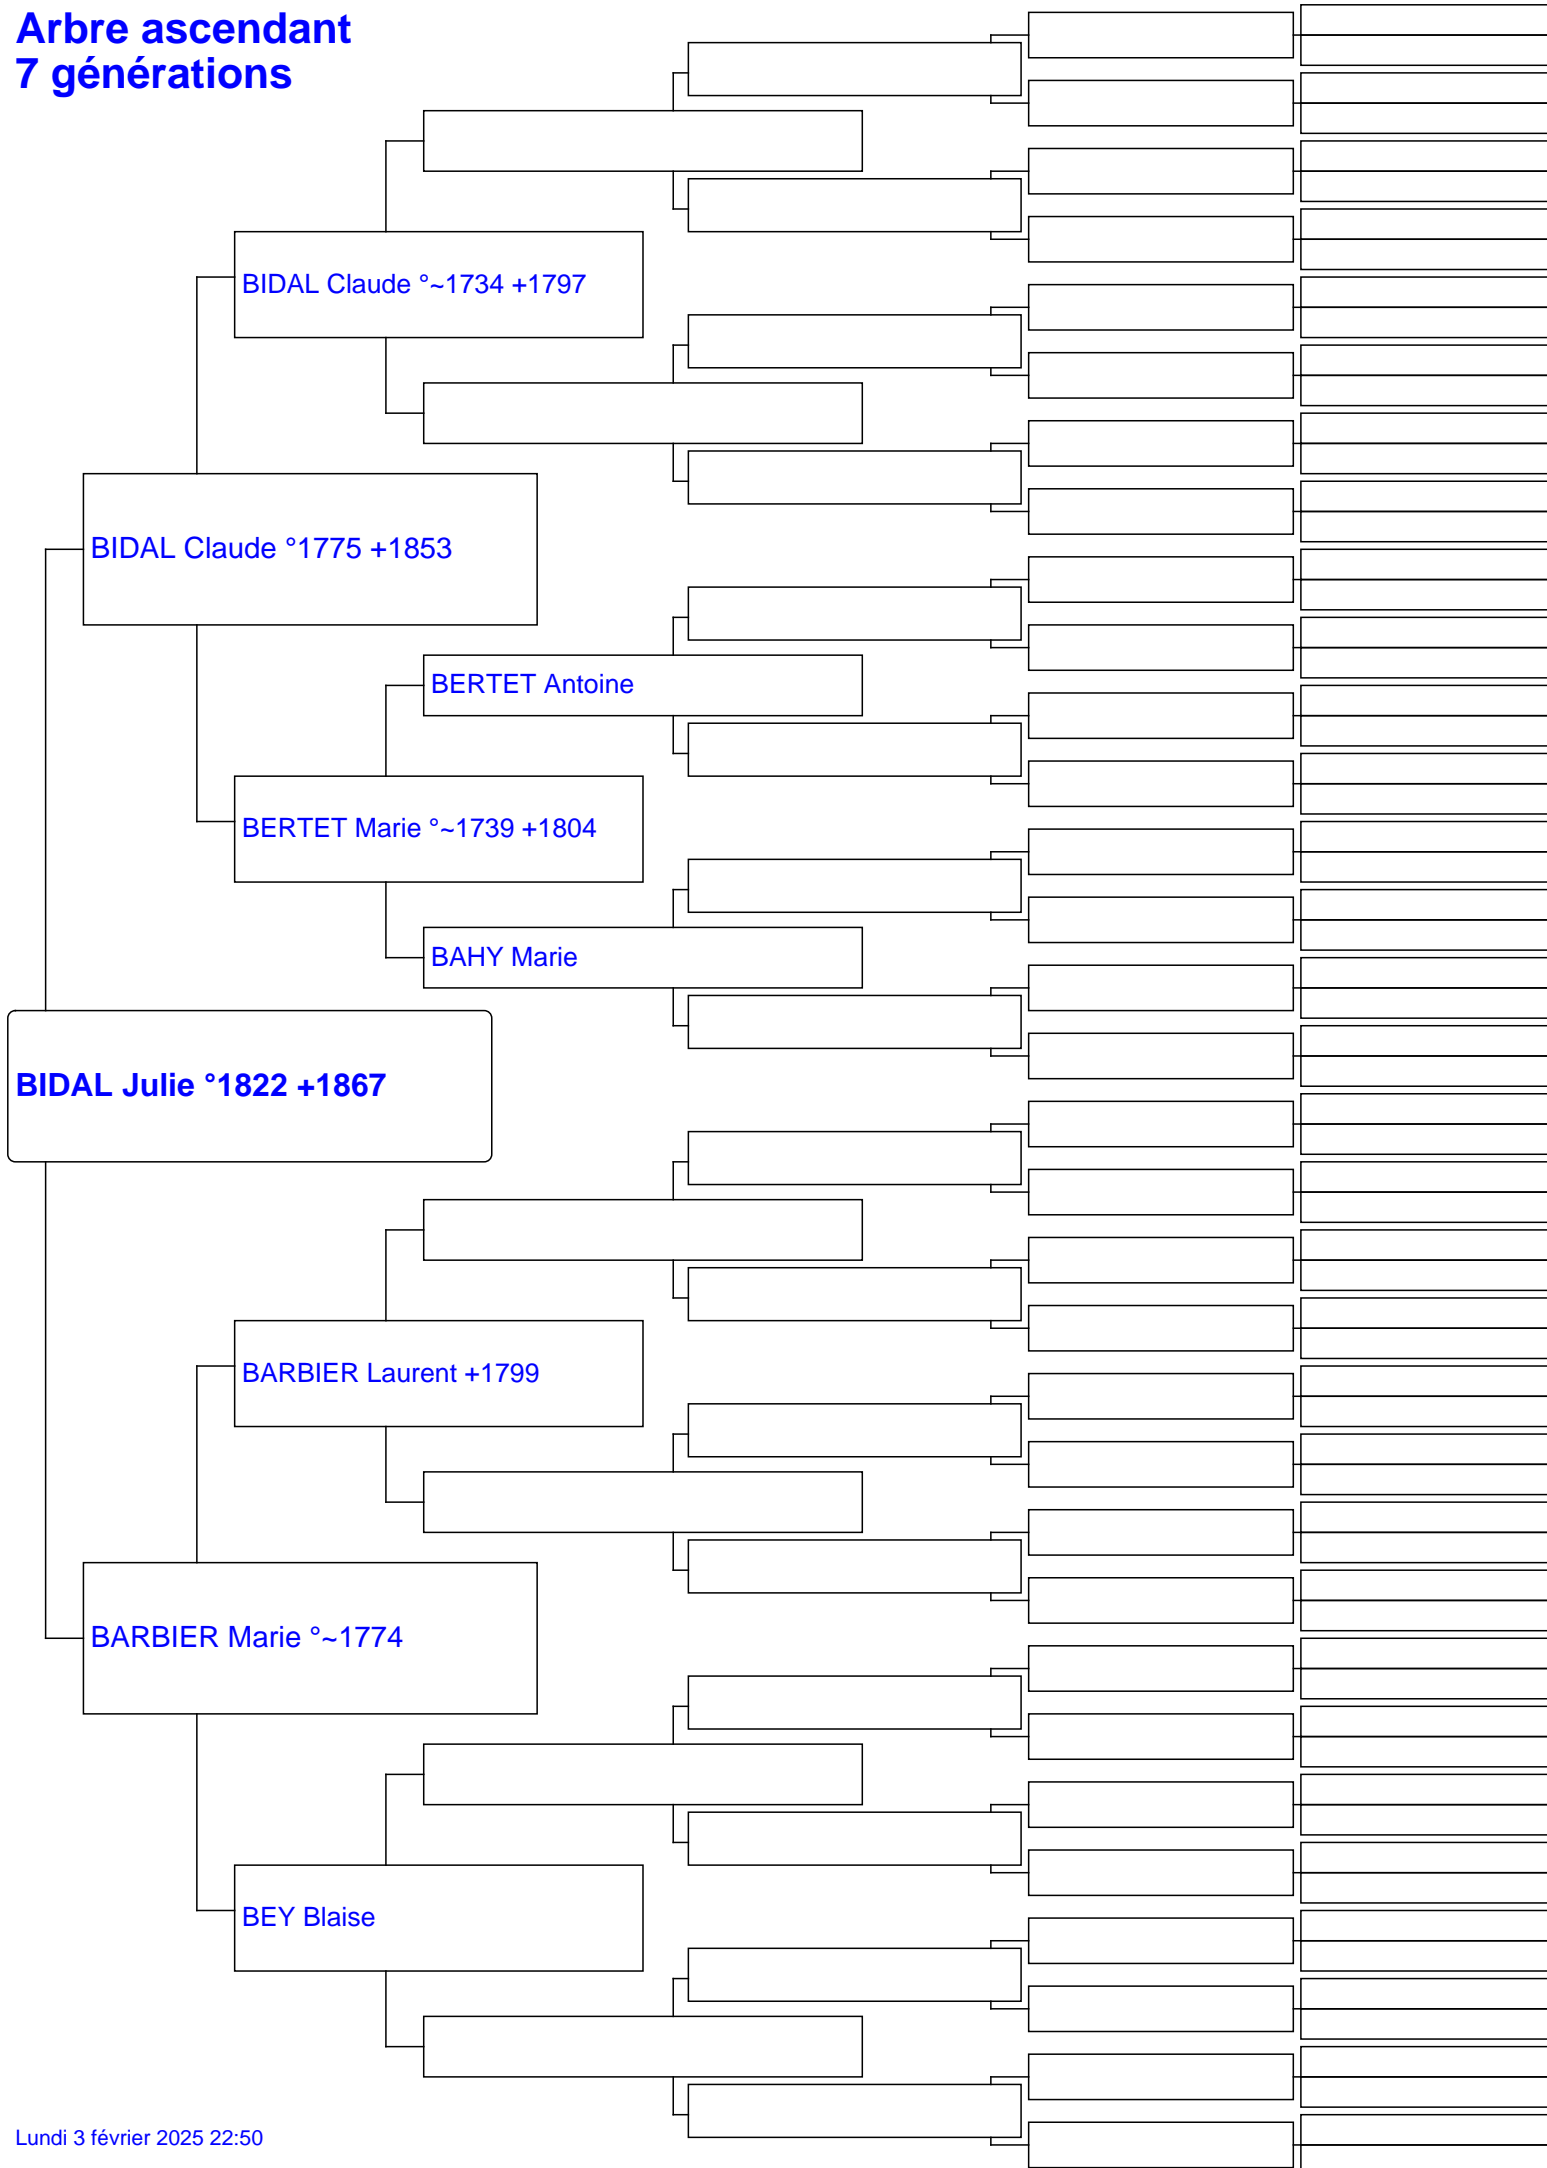 Arbre ascendant
7 générations
BIDAL Claude °~1734 +1797
BIDAL Claude °1775 +1853
BERTET Antoine
BERTET Marie °~1739 +1804
BAHY Marie
BIDAL Julie °1822 +1867
BARBIER Laurent +1799
BARBIER Marie °~1774
BEY Blaise
Lundi 3 février 2025 22:50